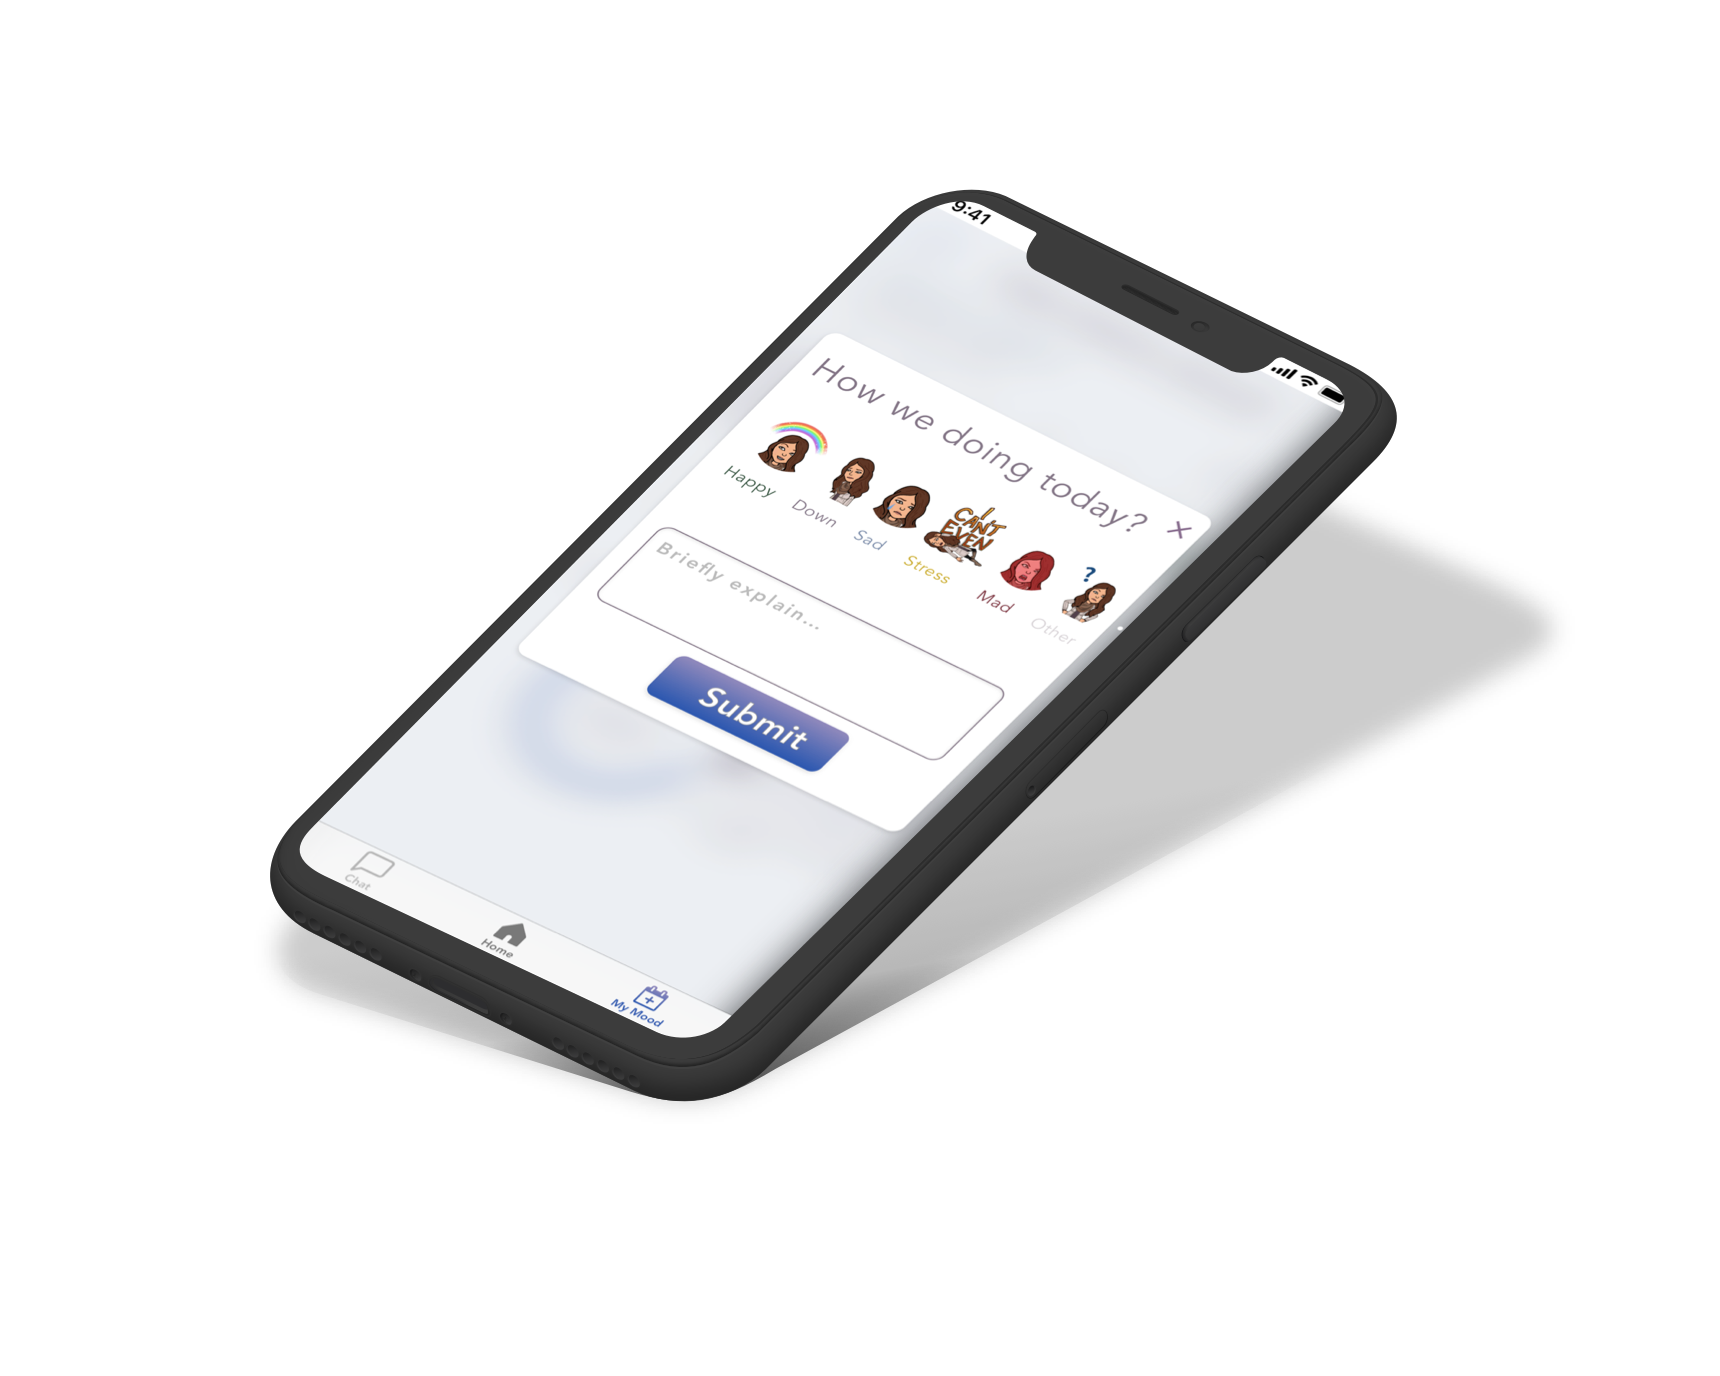 9:41
How we doing today?
Happy
Down
Sad
I CAN'T EVEN
Stress
Mad
?
Other
Briefly explain...
Submit
Chat
Home
My Mood